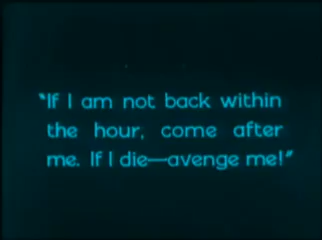 "If I am not back within
the hour, come after
me. If I die—avenge me!"